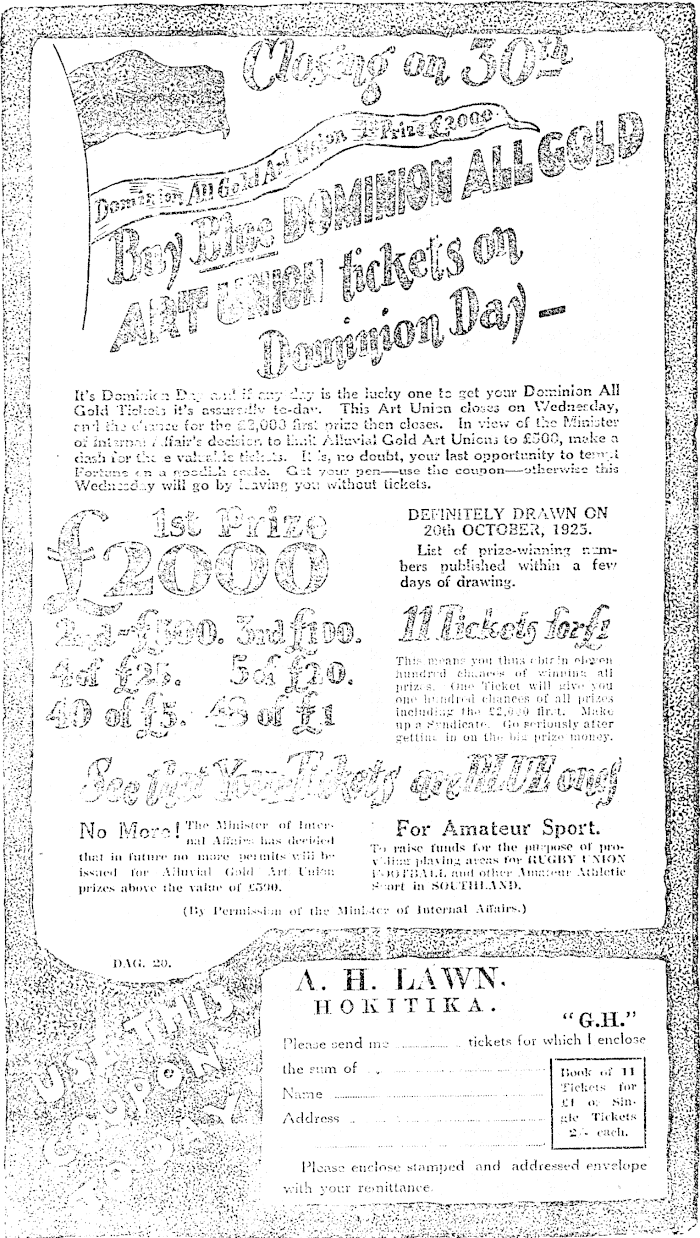 Closing on 30th
Dominion All Gold Art Union 1st Prize £2000
Buy Blue DOMINION ALL GOLD
ART UNION tickets on
Dominion Day —
It's Dominion Day and if any day is the lucky one to get your Dominion All
Gold Tickets it's assuredly to-day. This Art Union closes on Wednesday,
and the chance for the £2,000 first prize then closes. In view of the Minister
of Internal Affair's decision to limit Alluvial Gold Art Unions to £500, make a
dash for these valuable tickets. It is, no doubt, your last opportunity to tempt
Fortune on a goodish scale. Get your pen—use the coupon—otherwise this
Wednesday will go by leaving you without tickets.
1st Prize
£2000
2nd-£500. 3rd £100.
4 of £25. 5 of £20.
40 of £5. 48 of £1
DEFINITELY DRAWN ON
20th OCTOBER, 1925.
List of prize-winning num-
bers published within a few
days of drawing.
11 Tickets for £1
This means you thus obtain eleven
hundred chances of winning all
prizes. One Ticket will give you
one hundred chances of all prizes
including the £2,000 first. Make
up a Syndicate. Go seriously after
getting in on the big prize money.
See that Your Tickets are BLUE ones
No More! The Minister of Inter-
nal Affairs has decided
that in future no more permits will be
issued for Alluvial Gold Art Union
prizes above the value of £500.
For Amateur Sport.
To raise funds for the purpose of pro-
viding playing areas for RUGBY UNION
FOOTBALL and other Amateur Athletic
Sport in SOUTHLAND.
(By Permission of the Minister of Internal Affairs.)
DAG. 20.
USE THIS
COUPON
TO-DAY
A. H. LAWN.
HOKITIKA.
"G.H."
Please send me ........ tickets for which I enclose
the sum of ........
Name ........
Address ........
Book of 11
Tickets for
£1 or Sin-
gle Tickets
2/- each.
Please enclose stamped and addressed envelope
with your remittance.